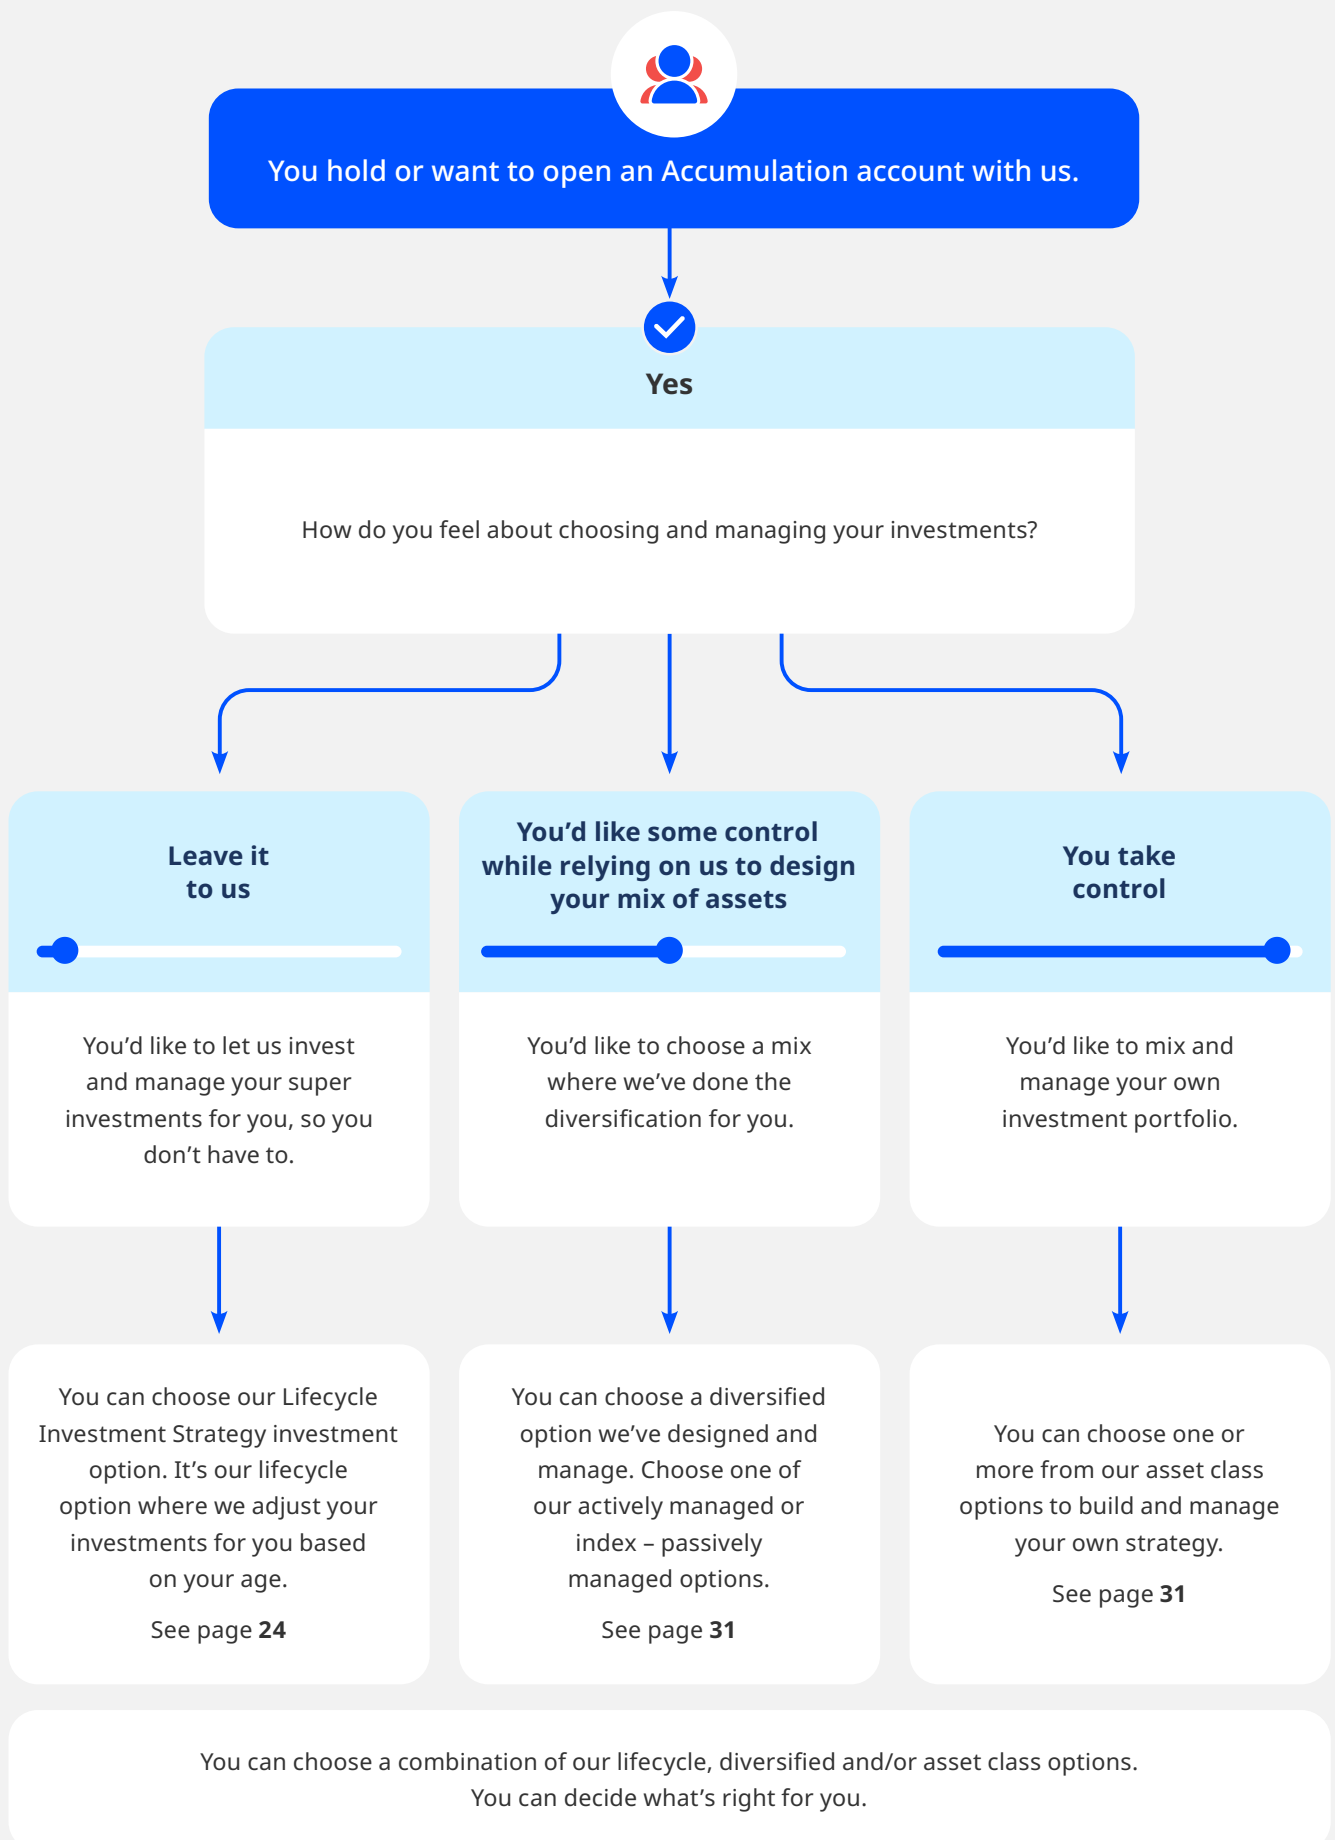 You hold or want to open an Accumulation account with us.
Yes
How do you feel about choosing and managing your investments?
Leave it
to us
You’d like to let us invest
and manage your super
investments for you, so you
don’t have to.
You can choose our Lifecycle
Investment Strategy investment
option. It’s our lifecycle
option where we adjust your
investments for you based
on your age.
See page 24
You’d like some control
while relying on us to design
your mix of assets
You’d like to choose a mix
where we’ve done the
diversification for you.
You can choose a diversified
option we’ve designed and
manage. Choose one of
our actively managed or
index – passively
managed options.
See page 31
You take
control
You’d like to mix and
manage your own
investment portfolio.
You can choose one or
more from our asset class
options to build and manage
your own strategy.
See page 31
You can choose a combination of our lifecycle, diversified and/or asset class options.
You can decide what’s right for you.